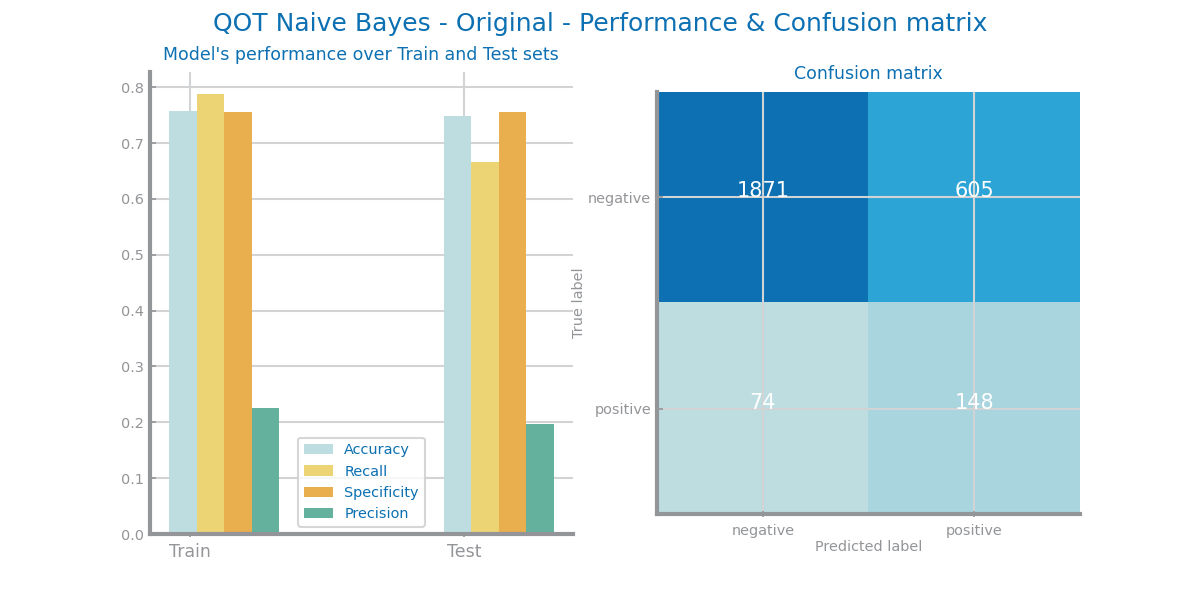 QOT Naive Bayes - Original - Performance & Confusion matrix
Model's performance over Train and Test sets
0.8
0.7
0.6
0.5
0.4
0.3
0.2
0.1
0.0
Train
Test
Accuracy
Recall
Specificity
Precision
Confusion matrix
True label
negative
positive
1871
605
74
148
negative
positive
Predicted label